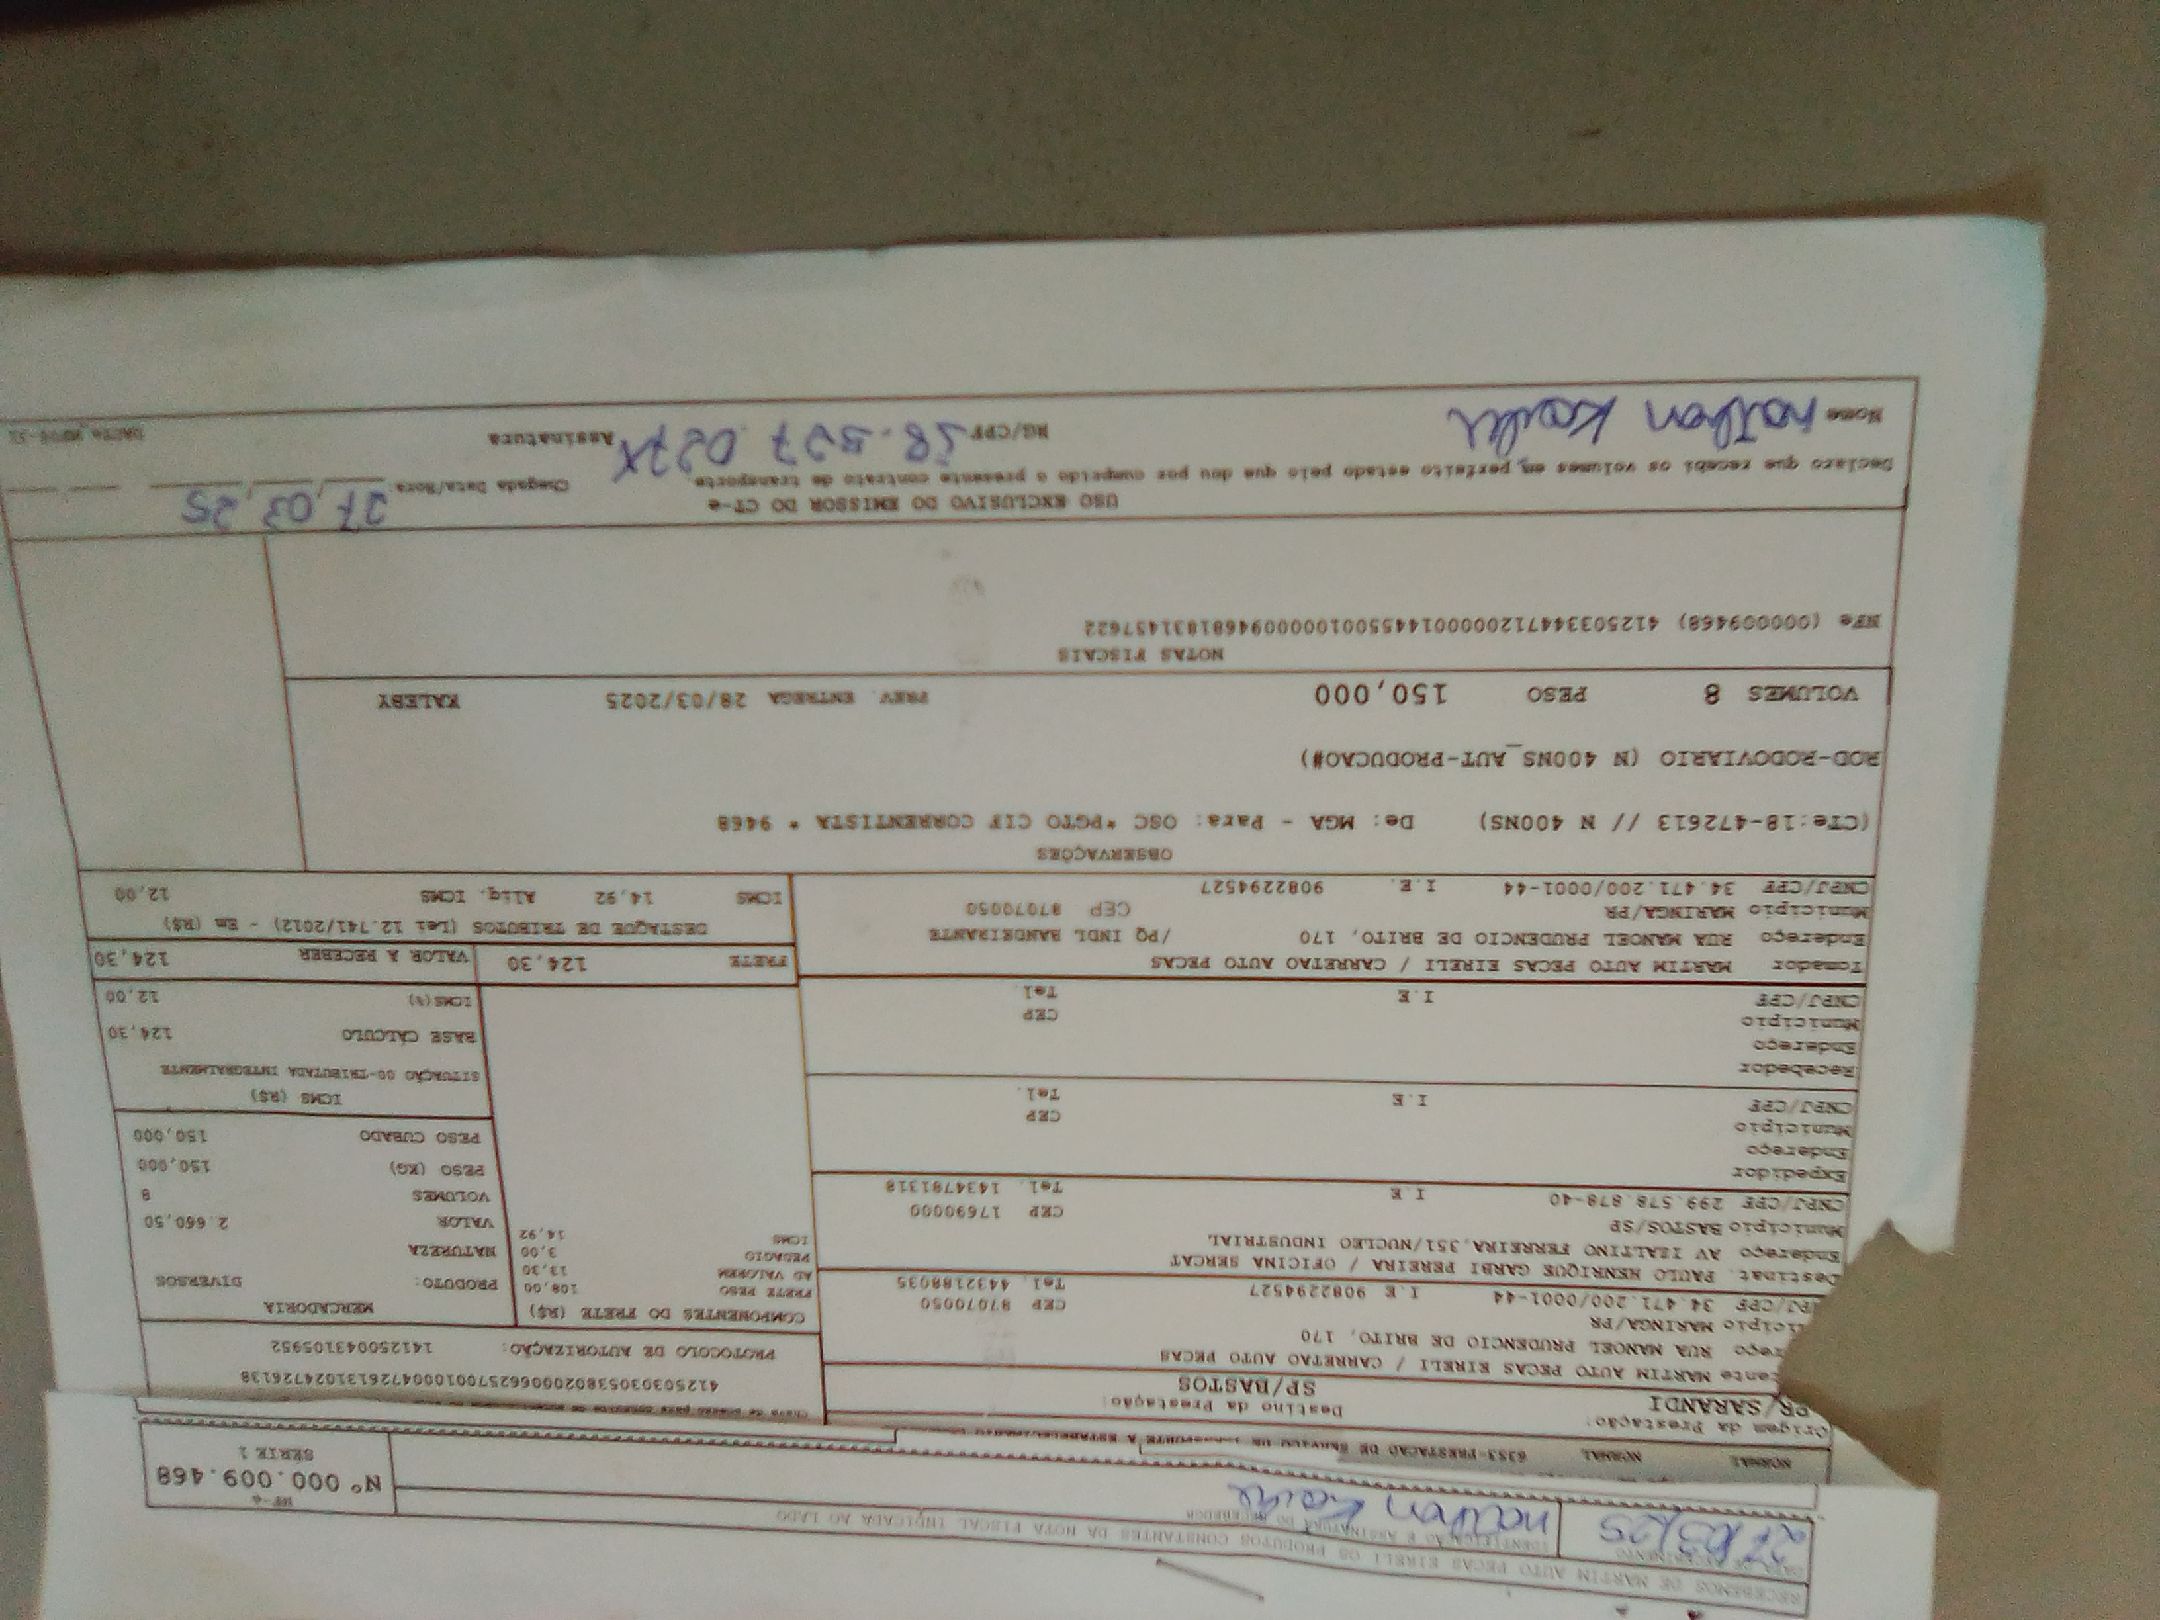 RECEBEMOS DE MARTIM AUTO PECAS EIRELI OS PRODUTOS CONSTANTES DA NOTA FISCAL INDICADA AO LADO
DATA DE RECEBIMENTO
27/03/25
IDENTIFICAÇÃO E ASSINATURA DO RECEBEDOR
NF-e
Nº 000.009.468
SERIE 1
NORMAL NORMAL 6353-PRESTACAO DE SERVICO DE TRANSPORTE A ESTABELECIMENTO
Origem da Prestação:
PR/SARANDI
Destino da Prestação:
SP/BASTOS
PROTOCOLO DE AUTORIZAÇÃO: 141250043105952
MARTIM AUTO PECAS EIRELI / CARRETAO AUTO PECAS
RUA MANOEL PRUDENCIO DE BRITO, 170
MARINGA/PR CEP 87070050
/CPF 34.471.200/0001-44 I.E 9082294527 Tel. 4432188035
Destinat. PAULO HENRIQUE GARBI PEREIRA / OFICINA SERCAT
Endereço AV IZALTINO FERREIRA,351/NUCLEO INDUSTRIAL
Município BASTOS/SP CEP 17690000
CNPJ/CPF 299.578.878-40 I.E Tel. 1434781318
Expedidor
Endereço
Município CEP
CNPJ/CPF I.E Tel.
Recebedor
Endereço
Município CEP
CNPJ/CPF I.E Tel.
Tomador MARTIM AUTO PECAS EIRELI / CARRETAO AUTO PECAS
Endereço RUA MANOEL PRUDENCIO DE BRITO, 170 /PQ INDL BANDEIRANTE
Município MARINGA/PR CEP 87070050
CNPJ/CPF 34.471.200/0001-44 I.E. 9082294527
COMPONENTES DO FRETE (R$)
FRETE PESO 108,00
AD VALOREM 13,30
PEDAGIO 3,00
ICMS 14,92
MERCADORIA
PRODUTO: DIVERSOS
NATUREZA
VALOR 2.660,50
VOLUMES 8
PESO (KG) 150,000
PESO CUBADO 150,000
ICMS (R$)
SITUAÇÃO 00-TRIBUTADA INTEGRALMENTE
BASE CÁLCULO 124,30
ICMS(%) 12,00
FRETE 124,30 VALOR A RECEBER 124,30
DESTAQUE DE TRIBUTOS (Lei 12.741/2012) - Em (R$)
ICMS 14,92 Aliq. ICMS 12,00
OBSERVAÇÕES
(CTe:18-472613 // N 400NS) De: MGA - Para: OSC *PGTO CIF CORRENTISTA * 9468
ROD-RODOVIARIO (N 400NS_AUT-PRODUCAO#)
VOLUMES 8 PESO 150,000 PREV. ENTREGA 28/03/2025 KALEBY
NOTAS FISCAIS
NFe (000009468) 41250334471200000144550010000094681831457622
USO EXCLUSIVO DO EMISSOR DO CT-e
Declaro que recebi os volumes em perfeito estado pelo que dou por cumprido o presente contrato de transporte.
Chegada Data/Hora 27,03,25
Nome
RG/CPF 58.597.027X
Assinatura